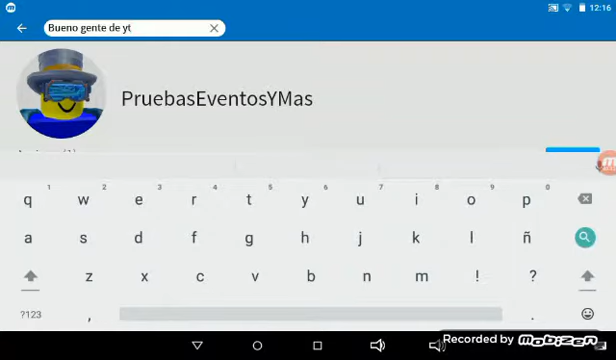 12:16
Bueno gente de yt
PruebasEventosYMas
1 2 3 4 5 6 7 8 9 0
q w e r t y u i o p
a s d f g h j k l ñ
z x c v b n m ! ?
?123 , .
Recorded by mobizen